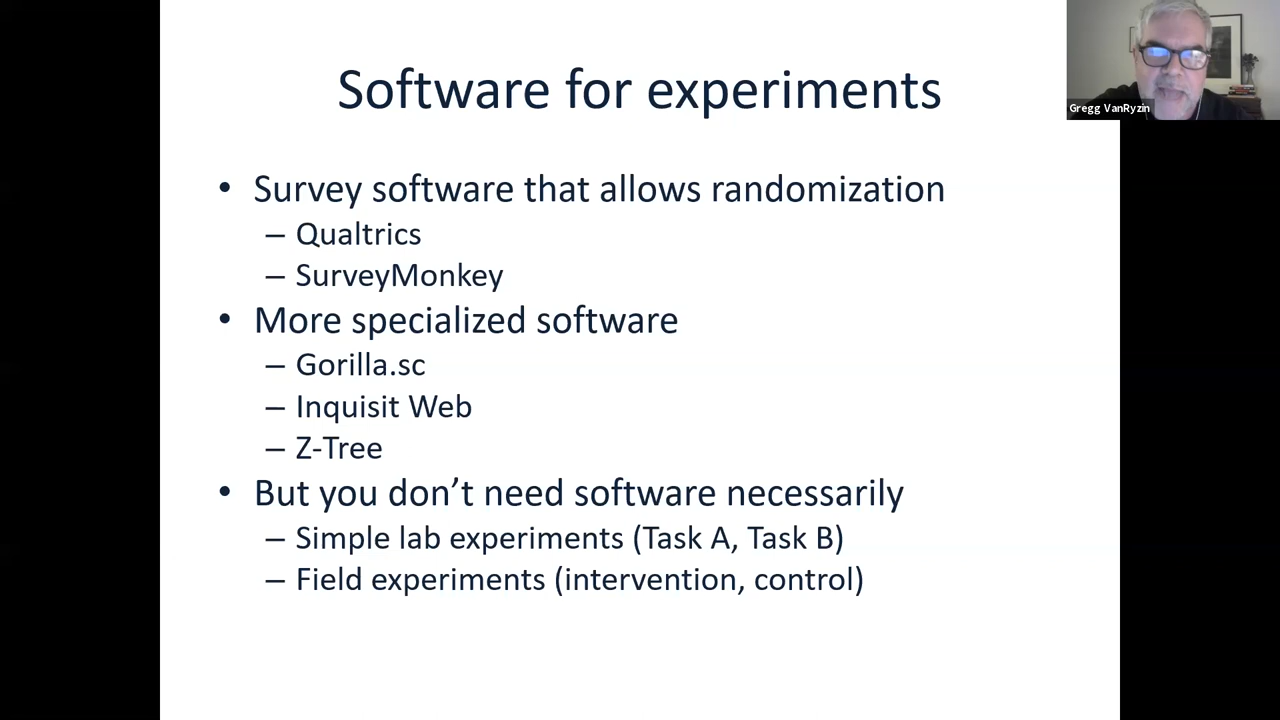 Software for experiments
Gregg VanRyzin
• Survey software that allows randomization
– Qualtrics
– SurveyMonkey
• More specialized software
– Gorilla.sc
– Inquisit Web
– Z-Tree
• But you don’t need software necessarily
– Simple lab experiments (Task A, Task B)
– Field experiments (intervention, control)